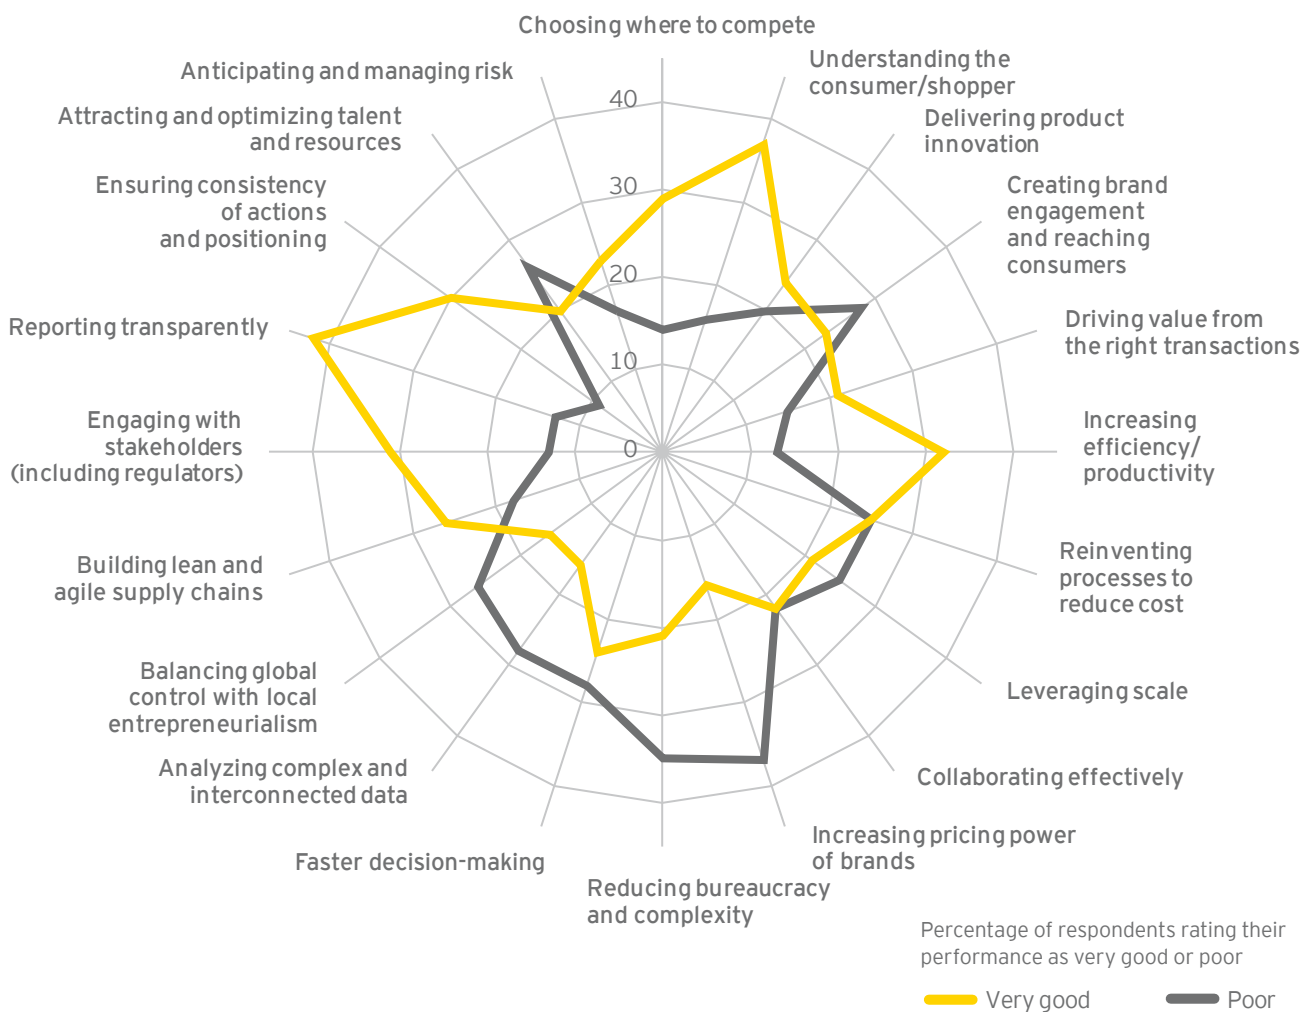 Choosing where to compete
Understanding the
consumer/shopper
Delivering product
innovation
Creating brand
engagement
and reaching
consumers
Driving value from
the right transactions
Increasing
efficiency/
productivity
Reinventing
processes to
reduce cost
Leveraging scale
Collaborating effectively
Increasing pricing power
of brands
Reducing bureaucracy
and complexity
Faster decision-making
Analyzing complex and
interconnected data
Balancing global
control with local
entrepreneurialism
Building lean and
agile supply chains
Engaging with
stakeholders
(including regulators)
Reporting transparently
Ensuring consistency
of actions
and positioning
Attracting and optimizing talent
and resources
Anticipating and managing risk
40
30
20
10
0
Percentage of respondents rating their
performance as very good or poor
Very good
Poor